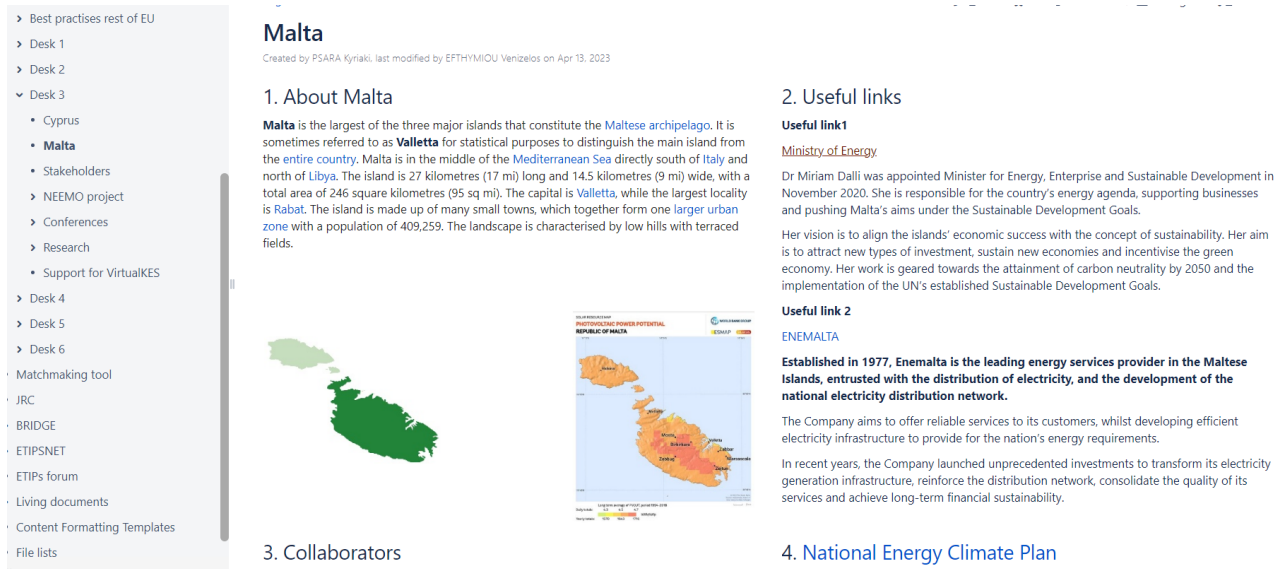 Best practises rest of EU
Desk 1
Desk 2
Desk 3
Cyprus
Malta
Stakeholders
NEEMO project
Conferences
Research
Support for VirtualKES
Desk 4
Desk 5
Desk 6
Matchmaking tool
JRC
BRIDGE
ETIPSNET
ETIPs forum
Living documents
Content Formatting Templates
File lists
Malta
Created by PSARA Kyriaki, last modified by EFTHYMIOU Venizelos on Apr 13, 2023
1. About Malta
Malta is the largest of the three major islands that constitute the Maltese archipelago. It is
sometimes referred to as Valletta for statistical purposes to distinguish the main island from
the entire country. Malta is in the middle of the Mediterranean Sea directly south of Italy and
north of Libya. The island is 27 kilometres (17 mi) long and 14.5 kilometres (9 mi) wide, with a
total area of 246 square kilometres (95 sq mi). The capital is Valletta, while the largest locality
is Rabat. The island is made up of many small towns, which together form one larger urban
zone with a population of 409,259. The landscape is characterised by low hills with terraced
fields.
SOLAR RESOURCE MAP
PHOTOVOLTAIC POWER POTENTIAL
REPUBLIC OF MALTA
WORLD BANK GROUP
ESMAP
3. Collaborators
2. Useful links
Useful link1
Ministry of Energy
Dr Miriam Dalli was appointed Minister for Energy, Enterprise and Sustainable Development in
November 2020. She is responsible for the country's energy agenda, supporting businesses
and pushing Malta's aims under the Sustainable Development Goals.
Her vision is to align the islands' economic success with the concept of sustainability. Her aim
is to attract new types of investment, sustain new economies and incentivise the green
economy. Her work is geared towards the attainment of carbon neutrality by 2050 and the
implementation of the UN's established Sustainable Development Goals.
Useful link 2
ENEMALTA
Established in 1977, Enemalta is the leading energy services provider in the Maltese
Islands, entrusted with the distribution of electricity, and the development of the
national electricity distribution network.
The Company aims to offer reliable services to its customers, whilst developing efficient
electricity infrastructure to provide for the nation's energy requirements.
In recent years, the Company launched unprecedented investments to transform its electricity
generation infrastructure, reinforce the distribution network, consolidate the quality of its
services and achieve long-term financial sustainability.
4. National Energy Climate Plan